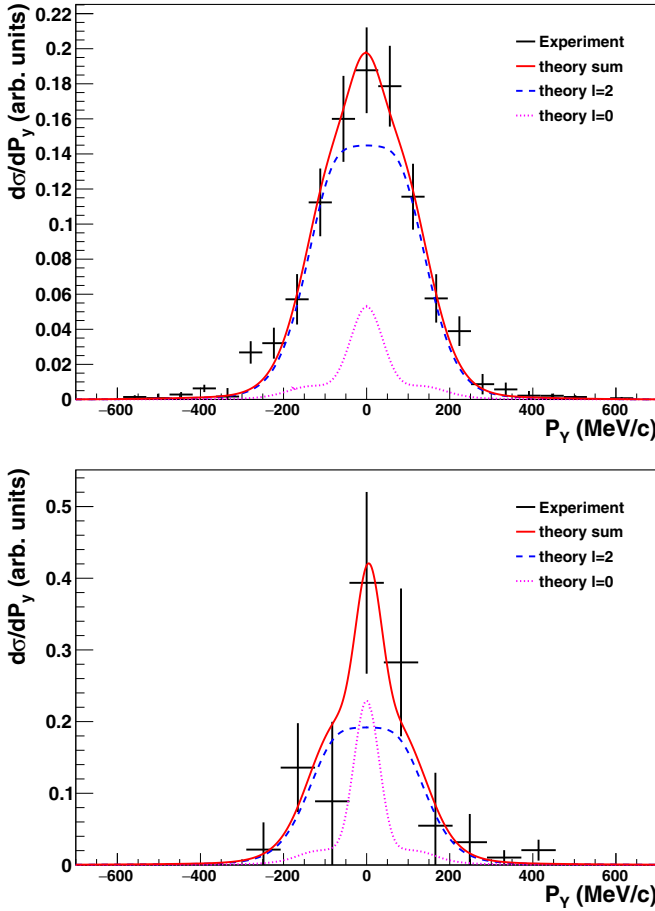 dσ/dPy (arb. units)
0.22
0.2
0.18
0.16
0.14
0.12
0.1
0.08
0.06
0.04
0.02
0
Experiment
theory sum
theory l=2
theory l=0
−600 −400 −200 0 200 400 600
PY (MeV/c)
dσ/dPy (arb. units)
0.5
0.4
0.3
0.2
0.1
0
Experiment
theory sum
theory l=2
theory l=0
−600 −400 −200 0 200 400 600
PY (MeV/c)